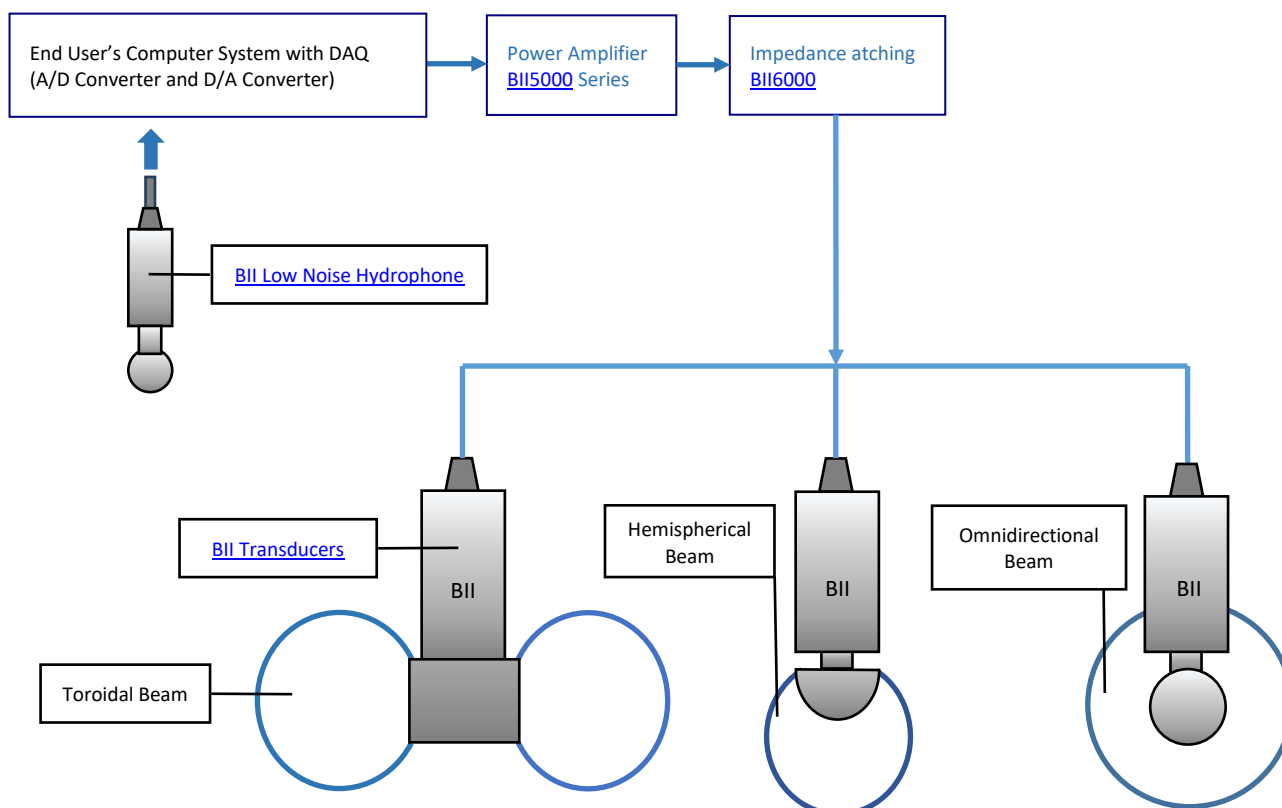 End User's Computer System with DAQ
(A/D Converter and D/A Converter)
Power Amplifier
BII5000 Series
Impedance atching
BII6000
BII Low Noise Hydrophone
BII Transducers
BII
Hemispherical
Beam
BII
Omnidirectional
Beam
BII
Toroidal Beam